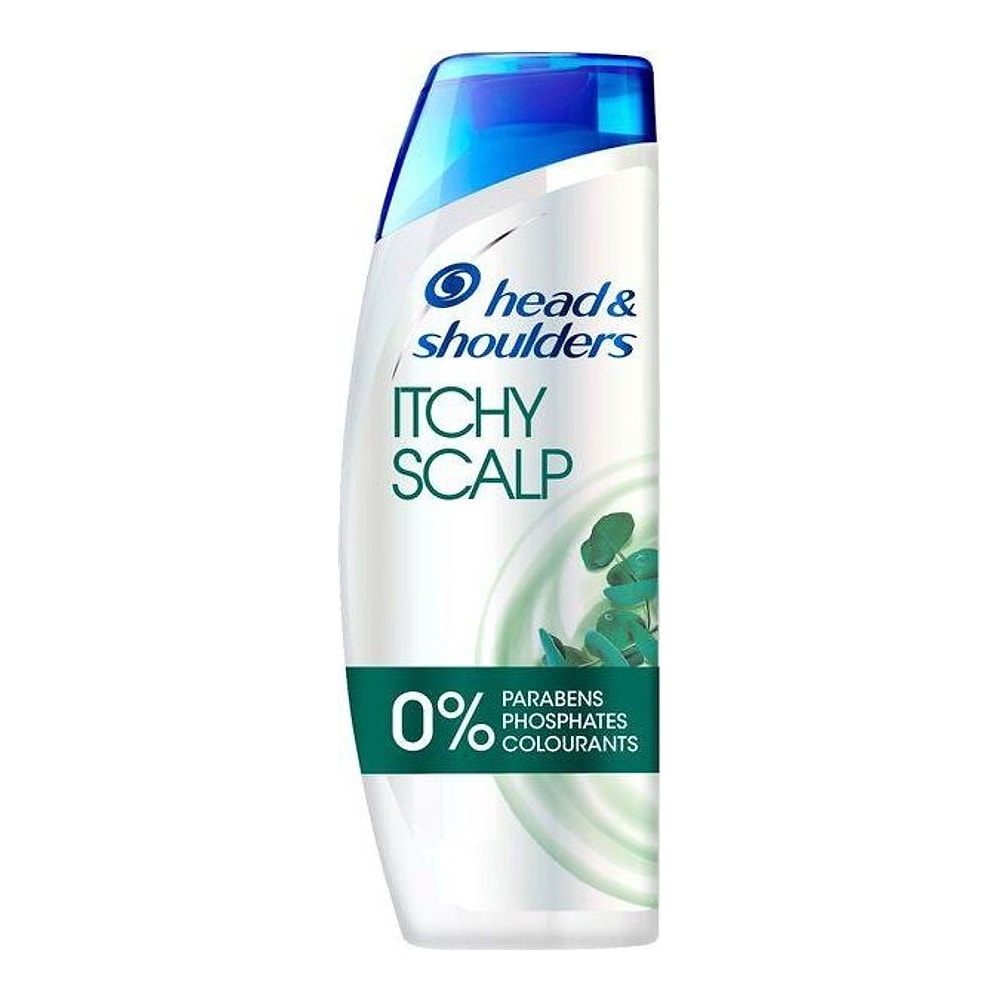 head &
shoulders
ITCHY
SCALP
0% PARABENS
PHOSPHATES
COLOURANTS